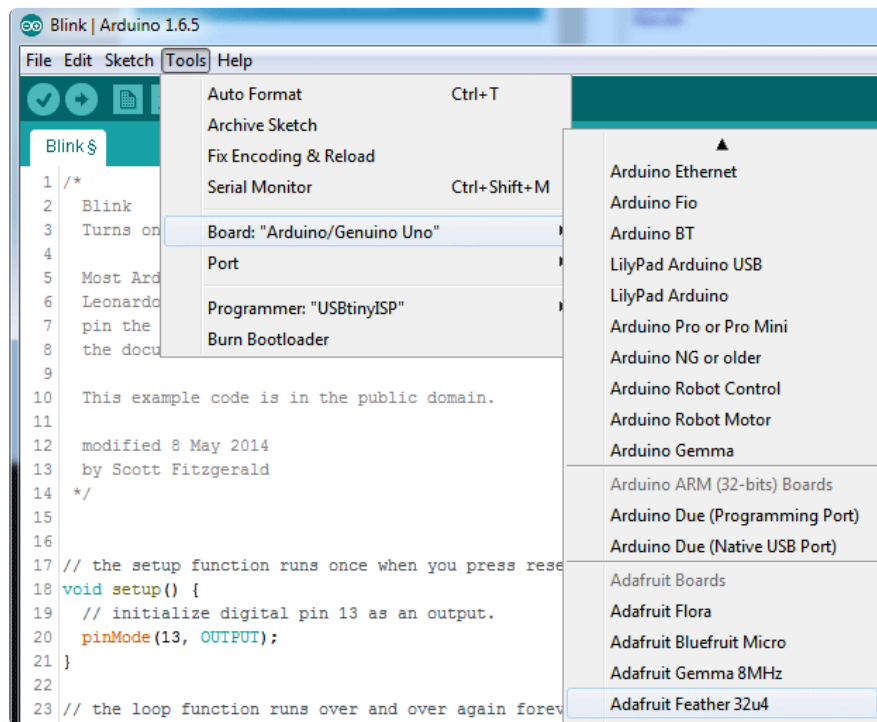 Blink | Arduino 1.6.5
File Edit Sketch Tools Help
Auto Format Ctrl+T
Archive Sketch
Fix Encoding & Reload
Serial Monitor Ctrl+Shift+M
Board: "Arduino/Genuino Uno"
Port
Programmer: "USBtinyISP"
Burn Bootloader
▲
Arduino Ethernet
Arduino Fio
Arduino BT
LilyPad Arduino USB
LilyPad Arduino
Arduino Pro or Pro Mini
Arduino NG or older
Arduino Robot Control
Arduino Robot Motor
Arduino Gemma
Arduino ARM (32-bits) Boards
Arduino Due (Programming Port)
Arduino Due (Native USB Port)
Adafruit Boards
Adafruit Flora
Adafruit Bluefruit Micro
Adafruit Gemma 8MHz
Adafruit Feather 32u4
Blink §
1 /*
2 Blink
3 Turns on
4
5 Most Ard
6 Leonardo
7 pin the
8 the docu
9
10 This example code is in the public domain.
11
12 modified 8 May 2014
13 by Scott Fitzgerald
14 */
15
16
17 // the setup function runs once when you press rese
18 void setup() {
19 // initialize digital pin 13 as an output.
20 pinMode(13, OUTPUT);
21 }
22
23 // the loop function runs over and over again forev